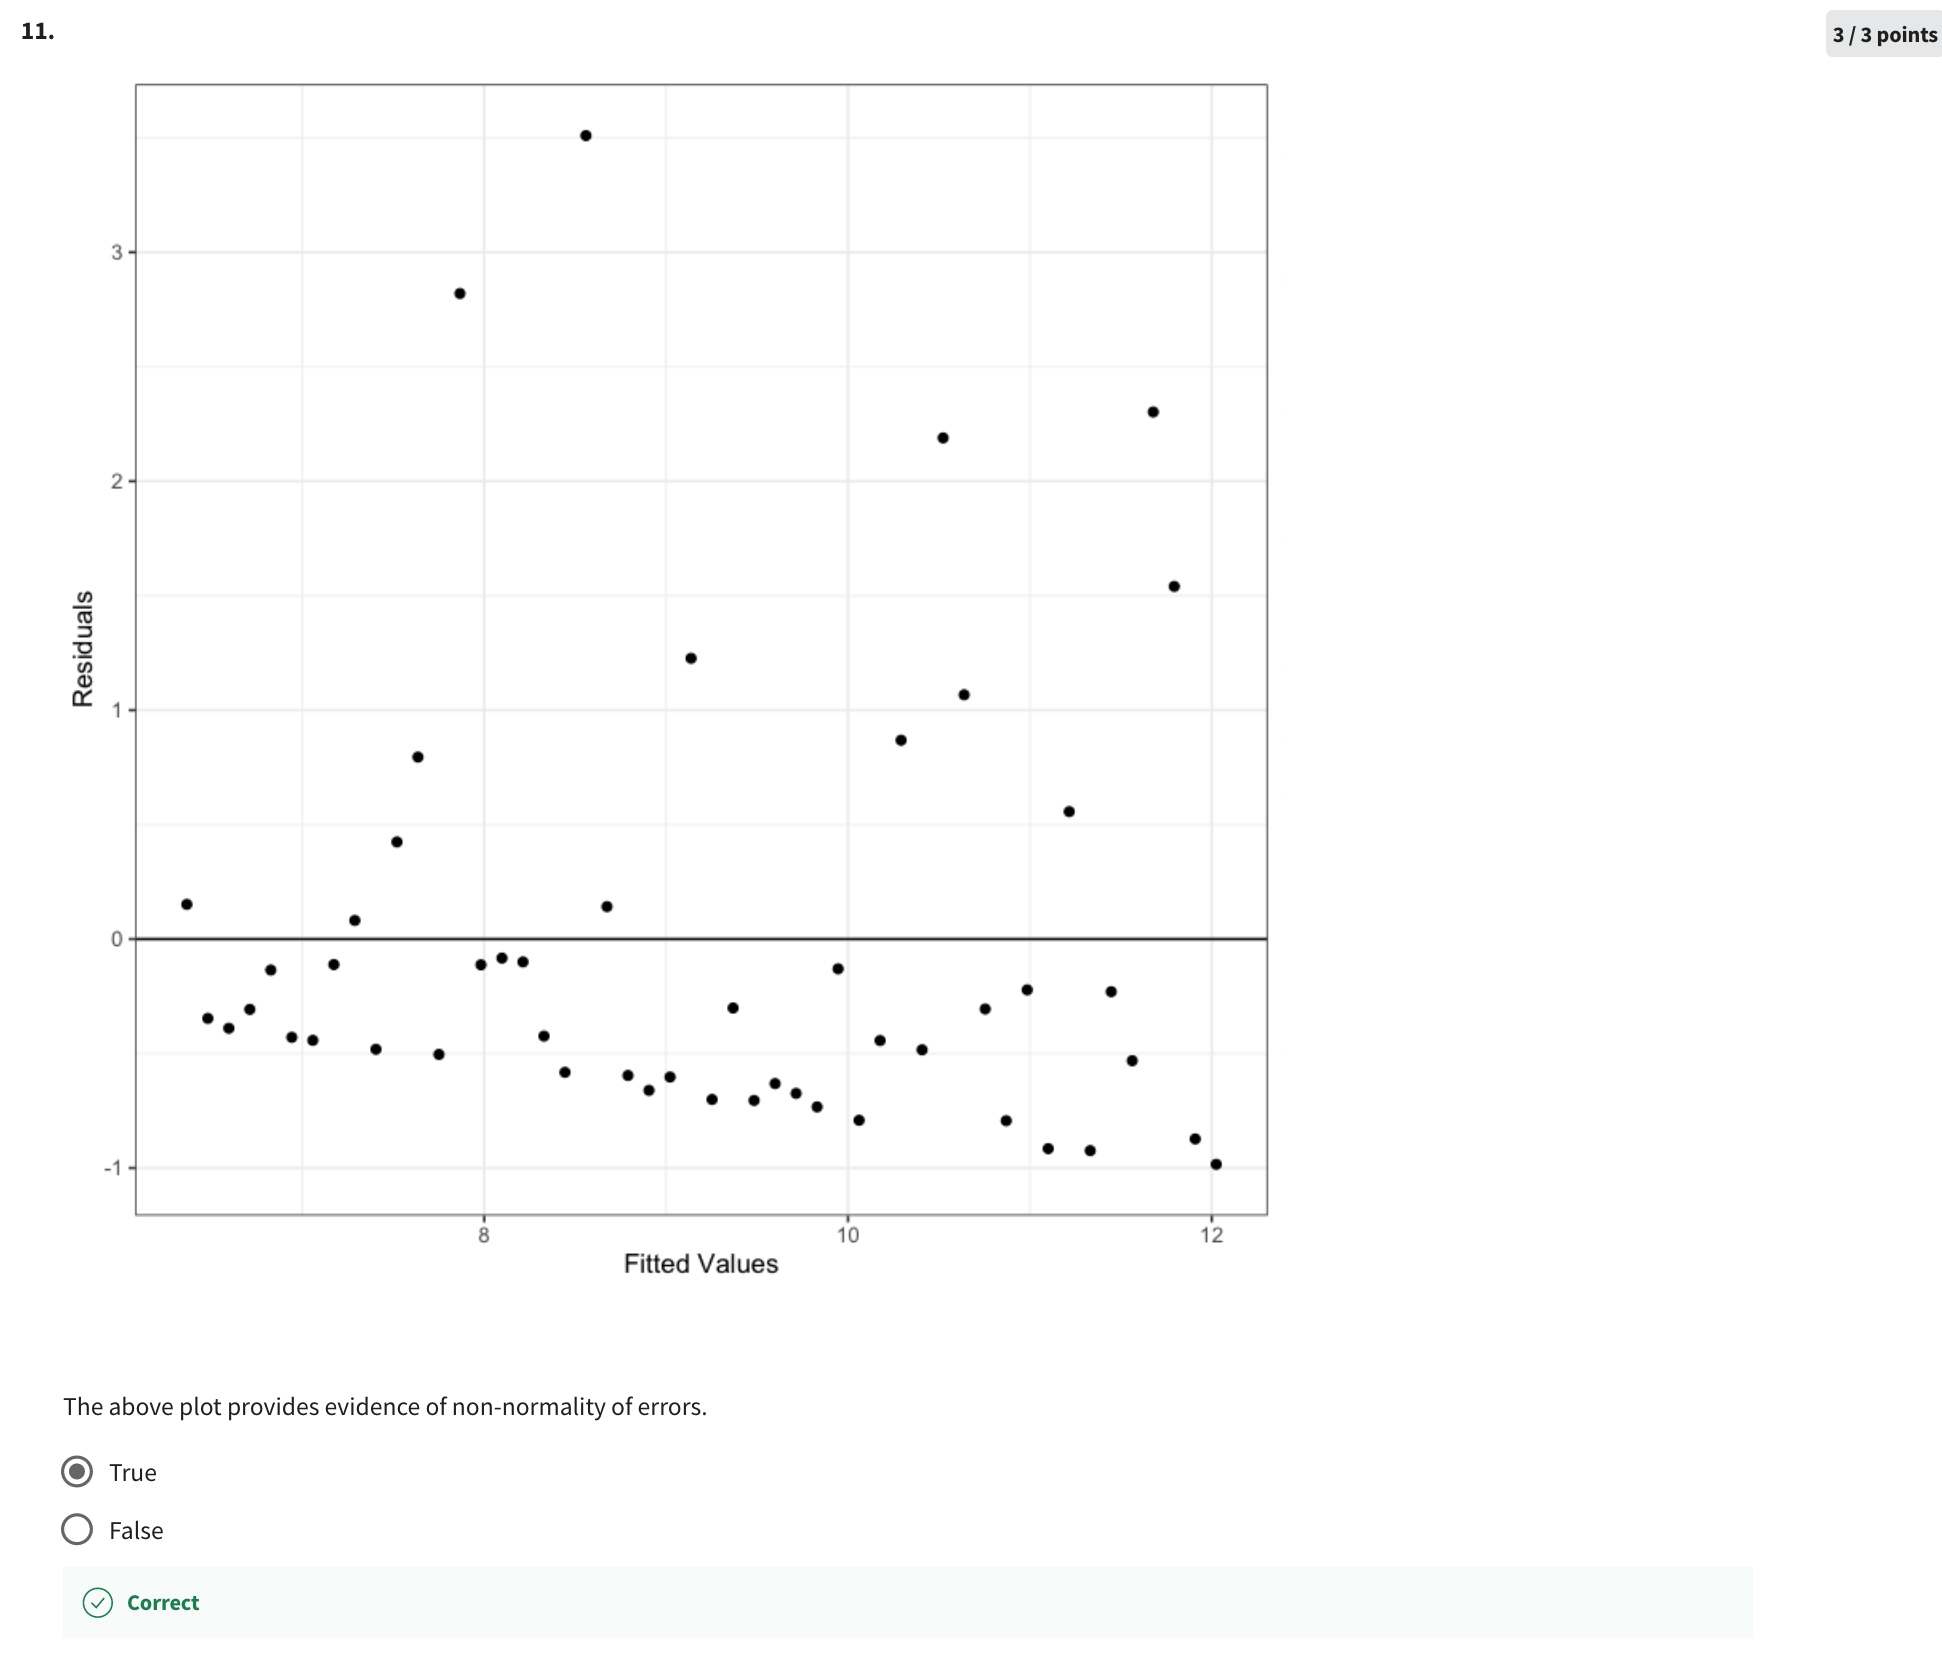 11.
3 / 3 points
3
2
1
0
-1
Residuals
8
10
12
Fitted Values
The above plot provides evidence of non-normality of errors.
True
False
Correct